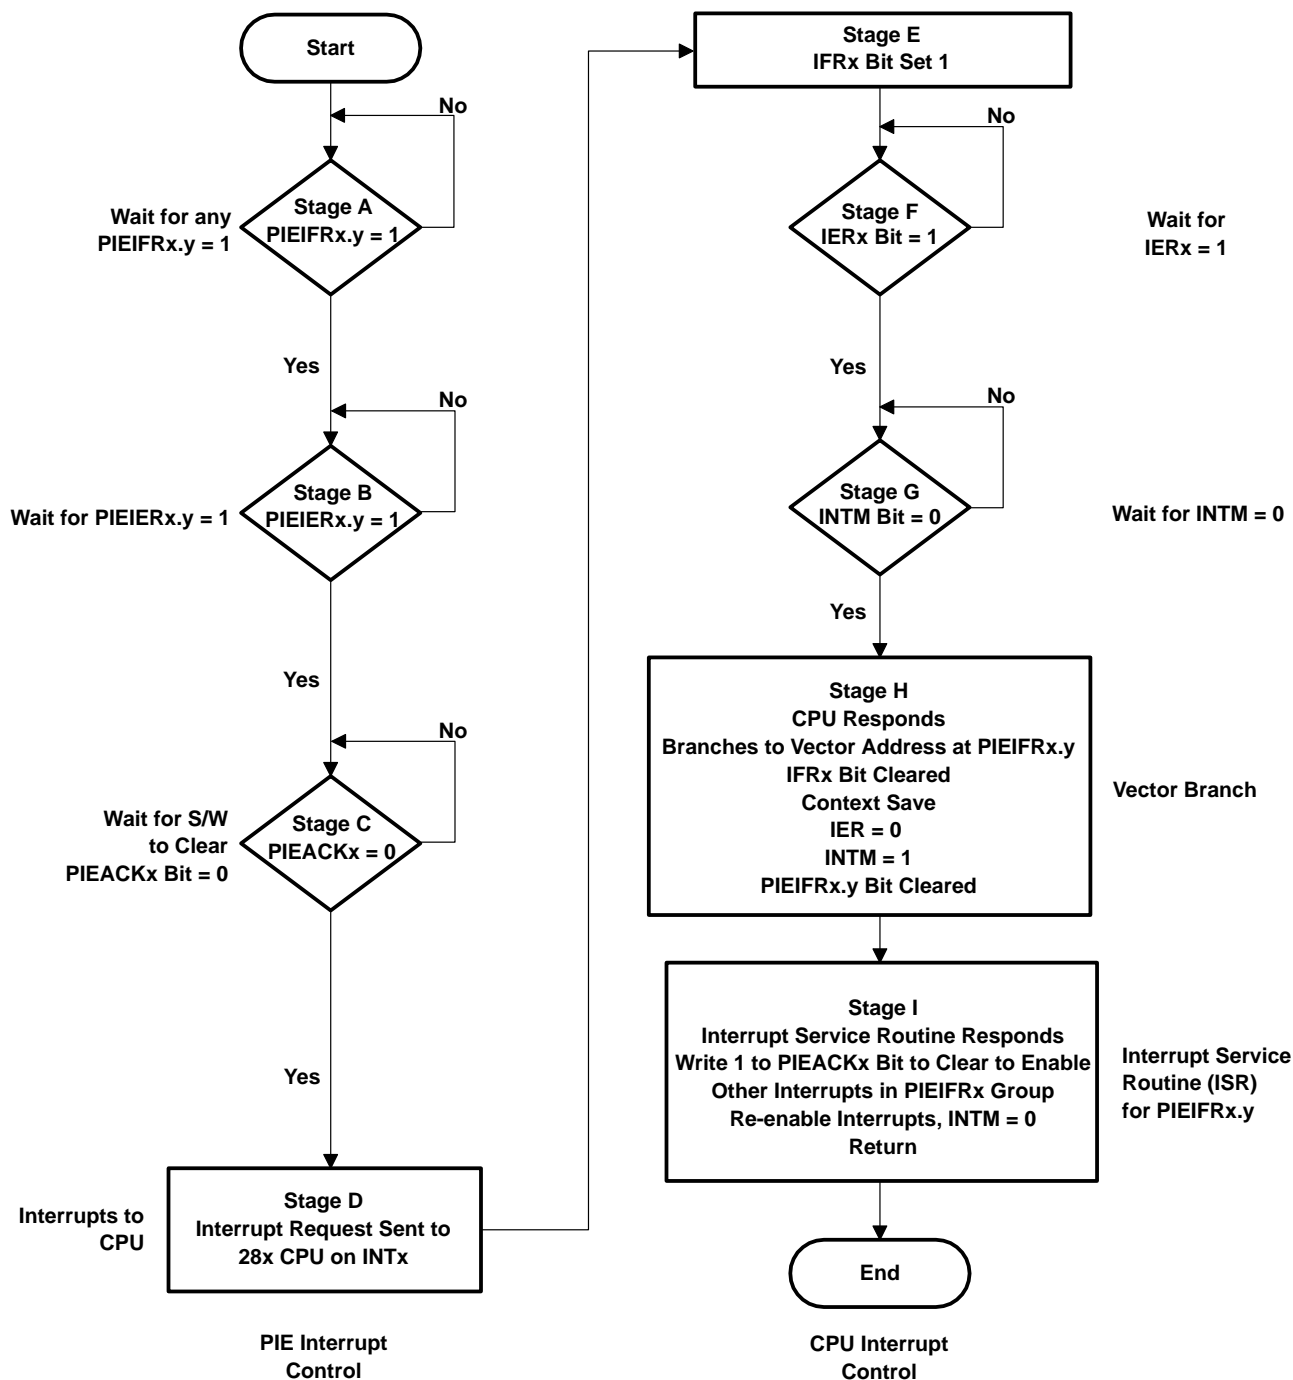 Start
No
Wait for any
PIEIFRx.y = 1
Stage A
PIEIFRx.y = 1
Yes
No
Wait for PIEIERx.y = 1
Stage B
PIEIERx.y = 1
Yes
No
Wait for S/W
to Clear
PIEACKx Bit = 0
Stage C
PIEACKx = 0
Yes
Interrupts to
CPU
Stage D
Interrupt Request Sent to
28x CPU on INTx
PIE Interrupt
Control
Stage E
IFRx Bit Set 1
No
Stage F
IERx Bit = 1
Wait for
IERx = 1
Yes
No
Stage G
INTM Bit = 0
Wait for INTM = 0
Yes
Stage H
CPU Responds
Branches to Vector Address at PIEIFRx.y
IFRx Bit Cleared
Context Save
IER = 0
INTM = 1
PIEIFRx.y Bit Cleared
Vector Branch
Stage I
Interrupt Service Routine Responds
Write 1 to PIEACKx Bit to Clear to Enable
Other Interrupts in PIEIFRx Group
Re-enable Interrupts, INTM = 0
Return
Interrupt Service
Routine (ISR)
for PIEIFRx.y
End
CPU Interrupt
Control